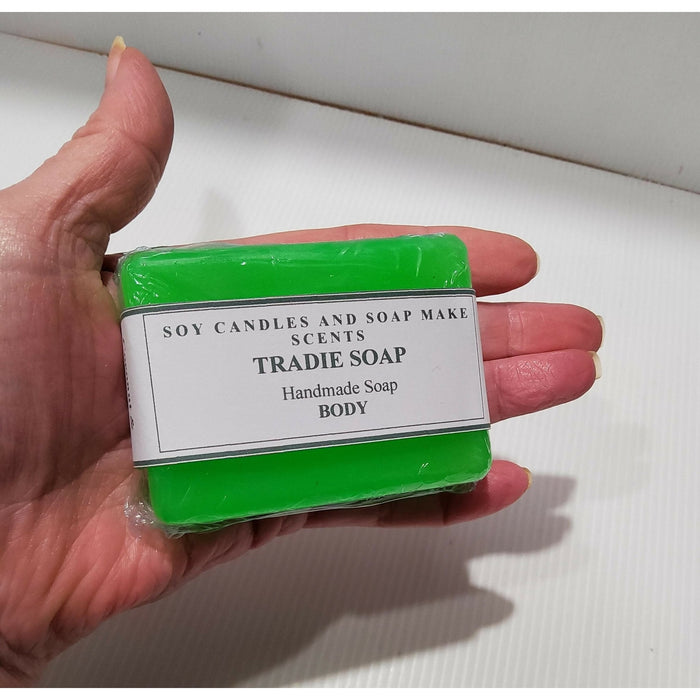 SOY CANDLES AND SOAP MAKE
SCENTS
TRADIE SOAP
Handmade Soap
BODY